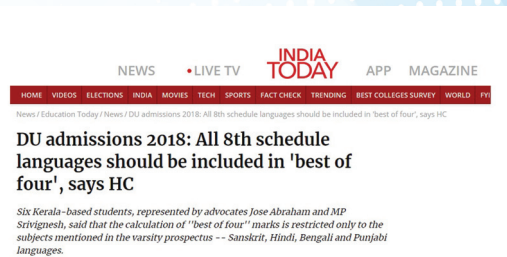 INDIA
NEWS • LIVE TV TODAY APP MAGAZINE
HOME VIDEOS ELECTIONS INDIA MOVIES TECH SPORTS FACT CHECK TRENDING BEST COLLEGES SURVEY WORLD FYI
News / Education Today / News / DU admissions 2018: All 8th schedule languages should be included in 'best of four', says HC
DU admissions 2018: All 8th schedule
languages should be included in 'best of
four', says HC
Six Kerala-based students, represented by advocates Jose Abraham and MP
Srivignesh, said that the calculation of ''best of four'' marks is restricted only to the
subjects mentioned in the varsity prospectus -- Sanskrit, Hindi, Bengali and Punjabi
languages.